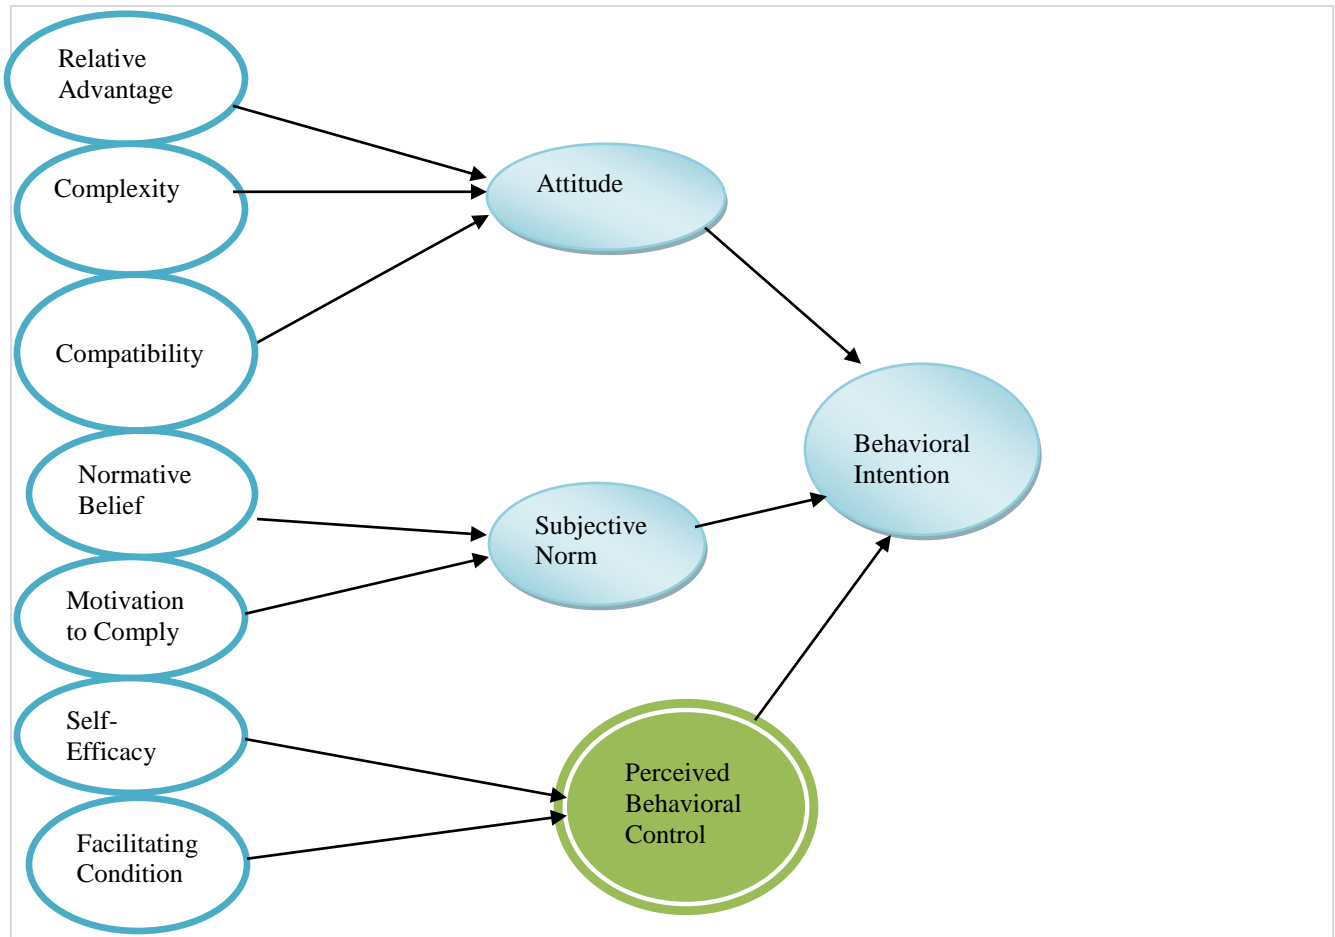 Relative
Advantage
Complexity
Compatibility
Normative
Belief
Motivation
to Comply
Self-
Efficacy
Facilitating
Condition
Attitude
Subjective
Norm
Perceived
Behavioral
Control
Behavioral
Intention